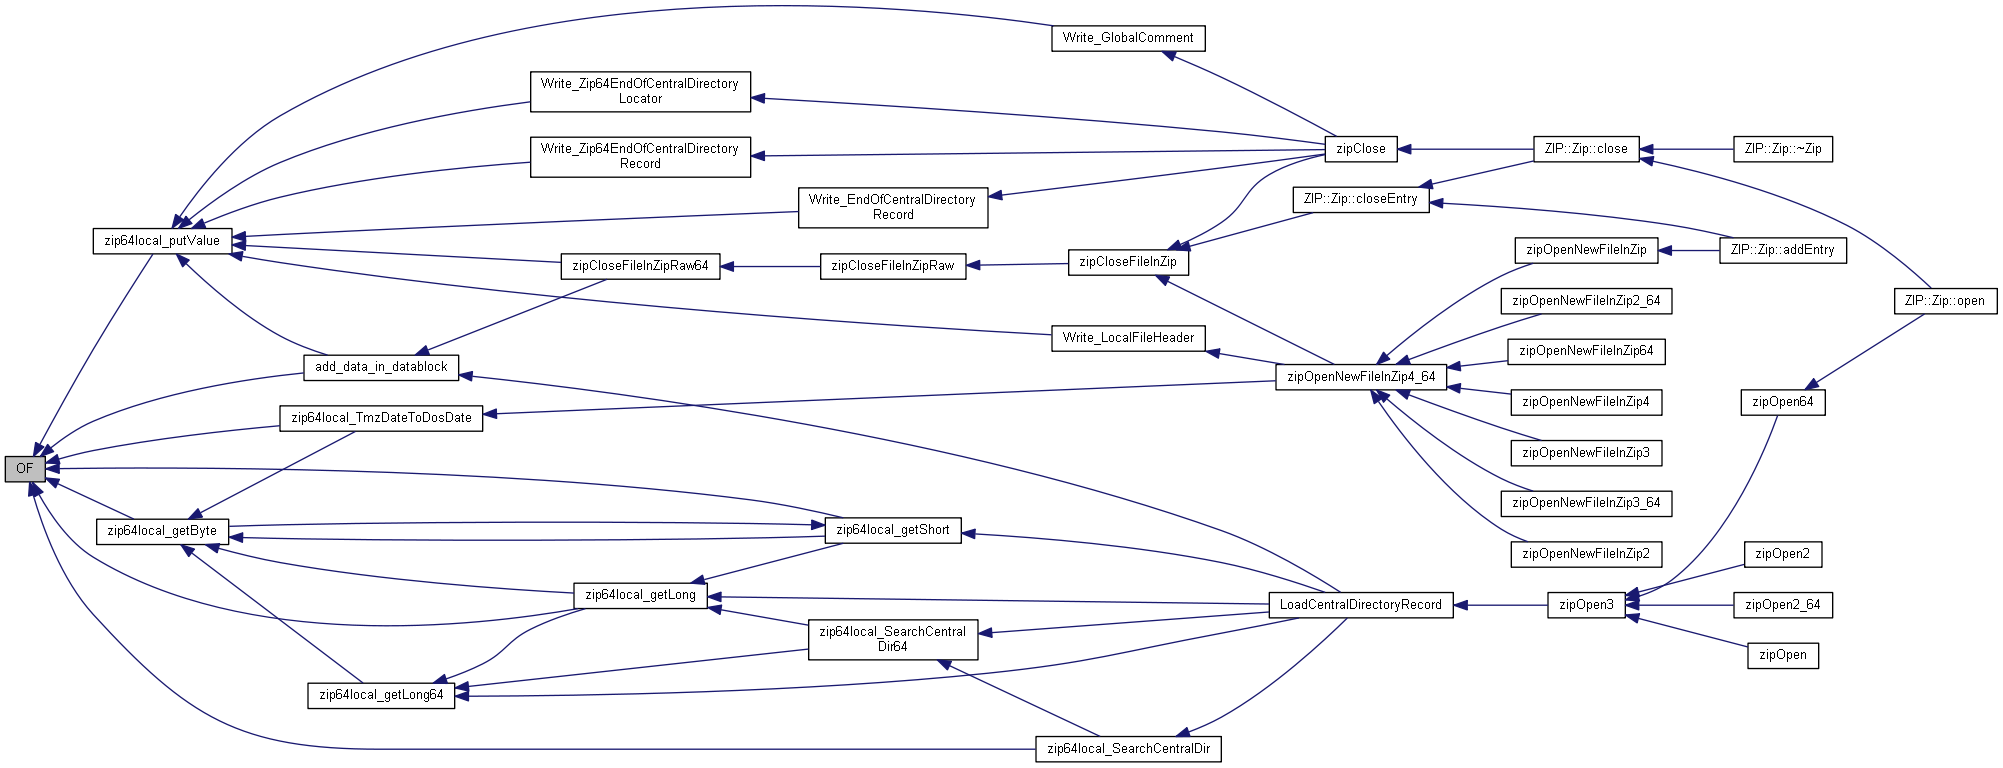 Write_GlobalComment
Write_Zip64EndOfCentralDirectory
Locator
Write_Zip64EndOfCentralDirectory
Record
zipClose
ZIP::Zip::close
ZIP::Zip::~Zip
Write_EndOfCentralDirectory
Record
ZIP::Zip::closeEntry
zip64local_putValue
zipOpenNewFileInZip
ZIP::Zip::addEntry
zipCloseFileInZipRaw64
zipCloseFileInZipRaw
zipCloseFileInZip
zipOpenNewFileInZip2_64
ZIP::Zip::open
Write_LocalFileHeader
zipOpenNewFileInZip64
add_data_in_datablock
zipOpenNewFileInZip4_64
zipOpenNewFileInZip4
zipOpen64
zip64local_TmzDateToDosDate
zipOpenNewFileInZip3
OF
zipOpenNewFileInZip3_64
zip64local_getByte
zip64local_getShort
zipOpenNewFileInZip2
zipOpen2
zip64local_getLong
LoadCentralDirectoryRecord
zipOpen3
zipOpen2_64
zip64local_SearchCentral
Dir64
zipOpen
zip64local_getLong64
zip64local_SearchCentralDir